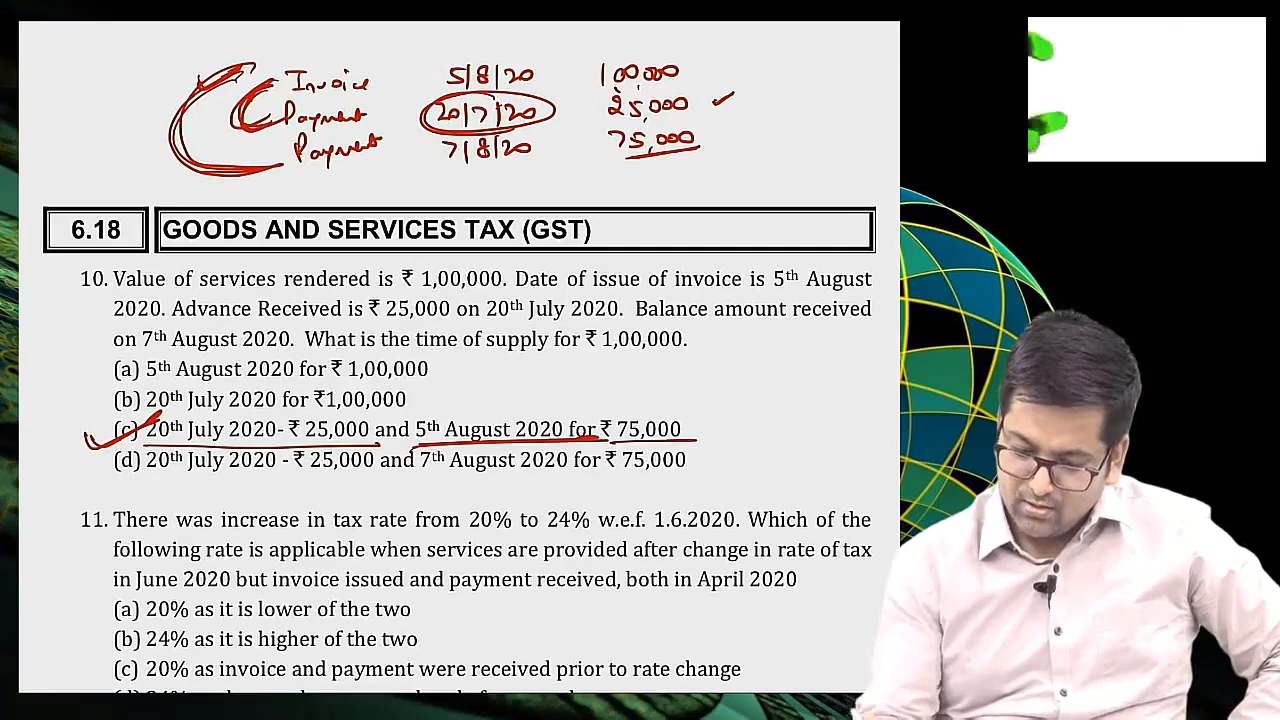 Invoice 5/8/20 1,00,000
Payment 20/7/20 25,000
Payment 7/8/20 75,000
6.18 GOODS AND SERVICES TAX (GST)
10. Value of services rendered is ₹ 1,00,000. Date of issue of invoice is 5th August
2020. Advance Received is ₹ 25,000 on 20th July 2020. Balance amount received
on 7th August 2020. What is the time of supply for ₹ 1,00,000.
(a) 5th August 2020 for ₹ 1,00,000
(b) 20th July 2020 for ₹1,00,000
(c) 20th July 2020- ₹ 25,000 and 5th August 2020 for ₹ 75,000
(d) 20th July 2020 - ₹ 25,000 and 7th August 2020 for ₹ 75,000
11. There was increase in tax rate from 20% to 24% w.e.f. 1.6.2020. Which of the
following rate is applicable when services are provided after change in rate of tax
in June 2020 but invoice issued and payment received, both in April 2020
(a) 20% as it is lower of the two
(b) 24% as it is higher of the two
(c) 20% as invoice and payment were received prior to rate change